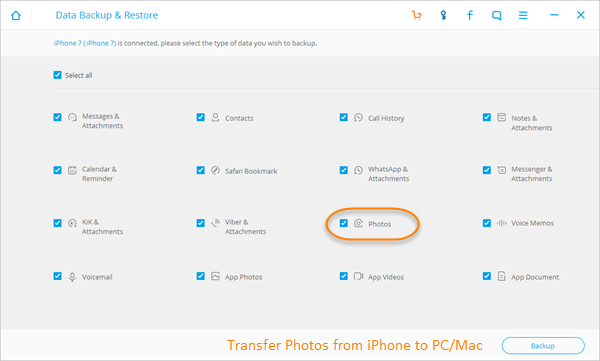 Data Backup & Restore
f
iPhone 7 ( iPhone 7) is connected, please select the type of data you wish to backup.
Select all
Messages &
Attachments
Contacts
Call History
Notes &
Attachments
Calendar &
Reminder
Safari Bookmark
WhatsApp &
Attachments
Messenger &
Attachments
KiK &
Attachments
Viber &
Attachments
Photos
Voice Memos
Voicemail
App Photos
App Videos
App Document
Transfer Photos from iPhone to PC/Mac
Backup